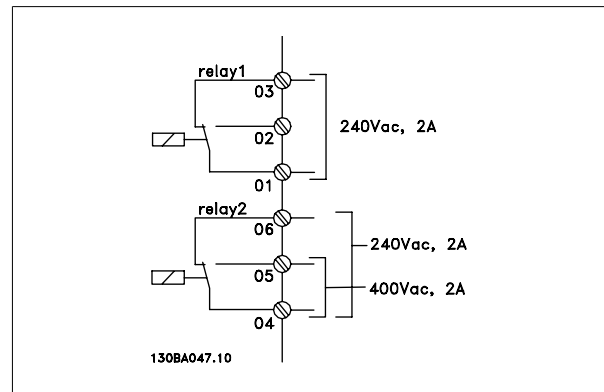 relay1
03
02
240Vac, 2A
01
relay2
06
240Vac, 2A
05
400Vac, 2A
04
130BA047.10